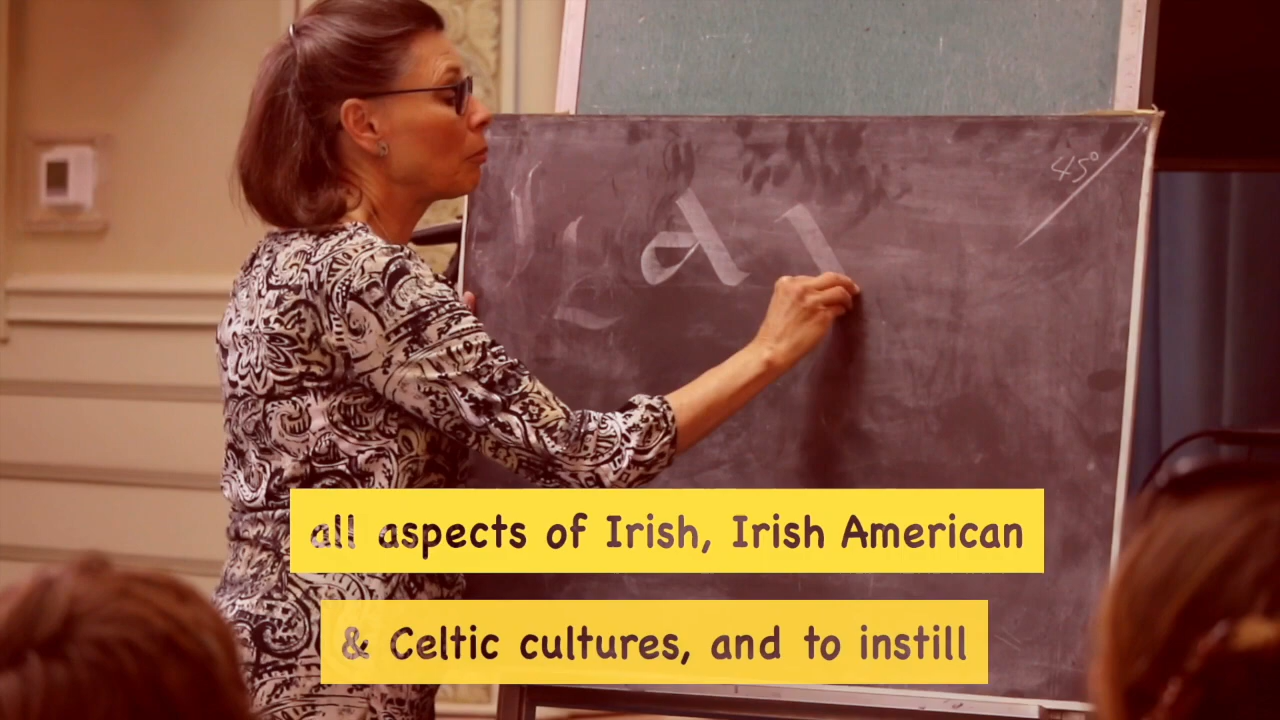 45°
a
all aspects of Irish, Irish American
& Celtic cultures, and to instill